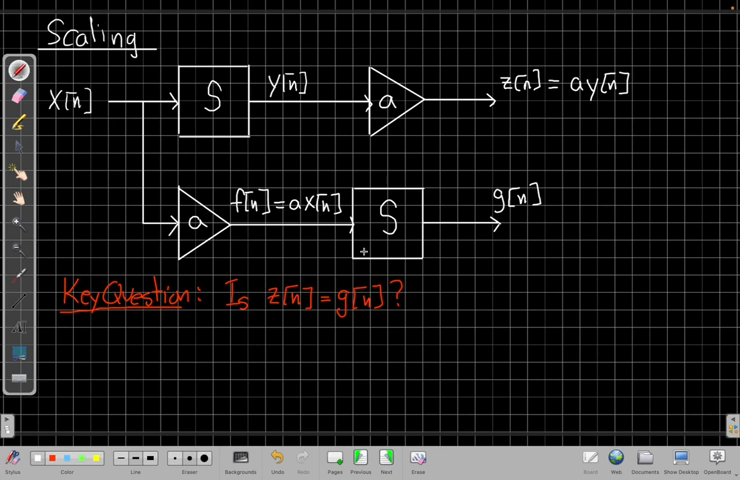 Scaling
X[n]
S
y[n]
a
z[n] = ay[n]
a
f[n]=ax[n]
S
g[n]
Key Question: Is z[n]=g[n]?
Stylus
Color
Line
Eraser
Backgrounds
Undo
Redo
Pages
Previous
Next
Erase
Board
Web
Documents
Show Desktop
OpenBoard